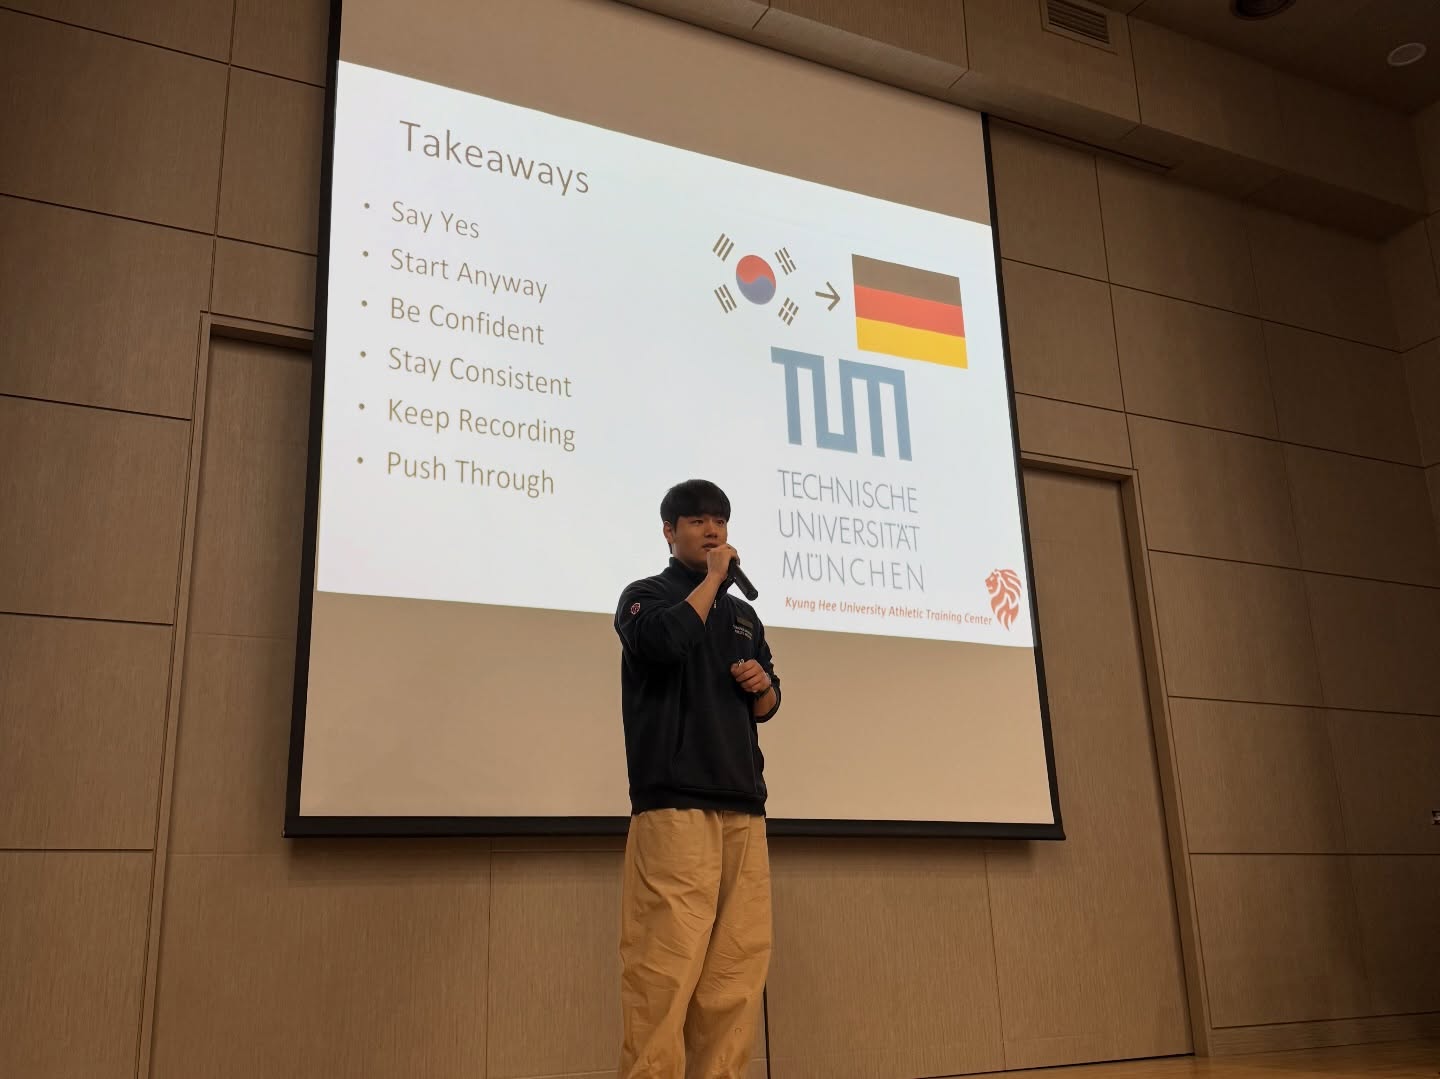 Takeaways
• Say Yes
• Start Anyway
• Be Confident
• Stay Consistent
• Keep Recording
• Push Through
TUM
TECHNISCHE
UNIVERSITÄT
MÜNCHEN
Kyung Hee University Athletic Training Center